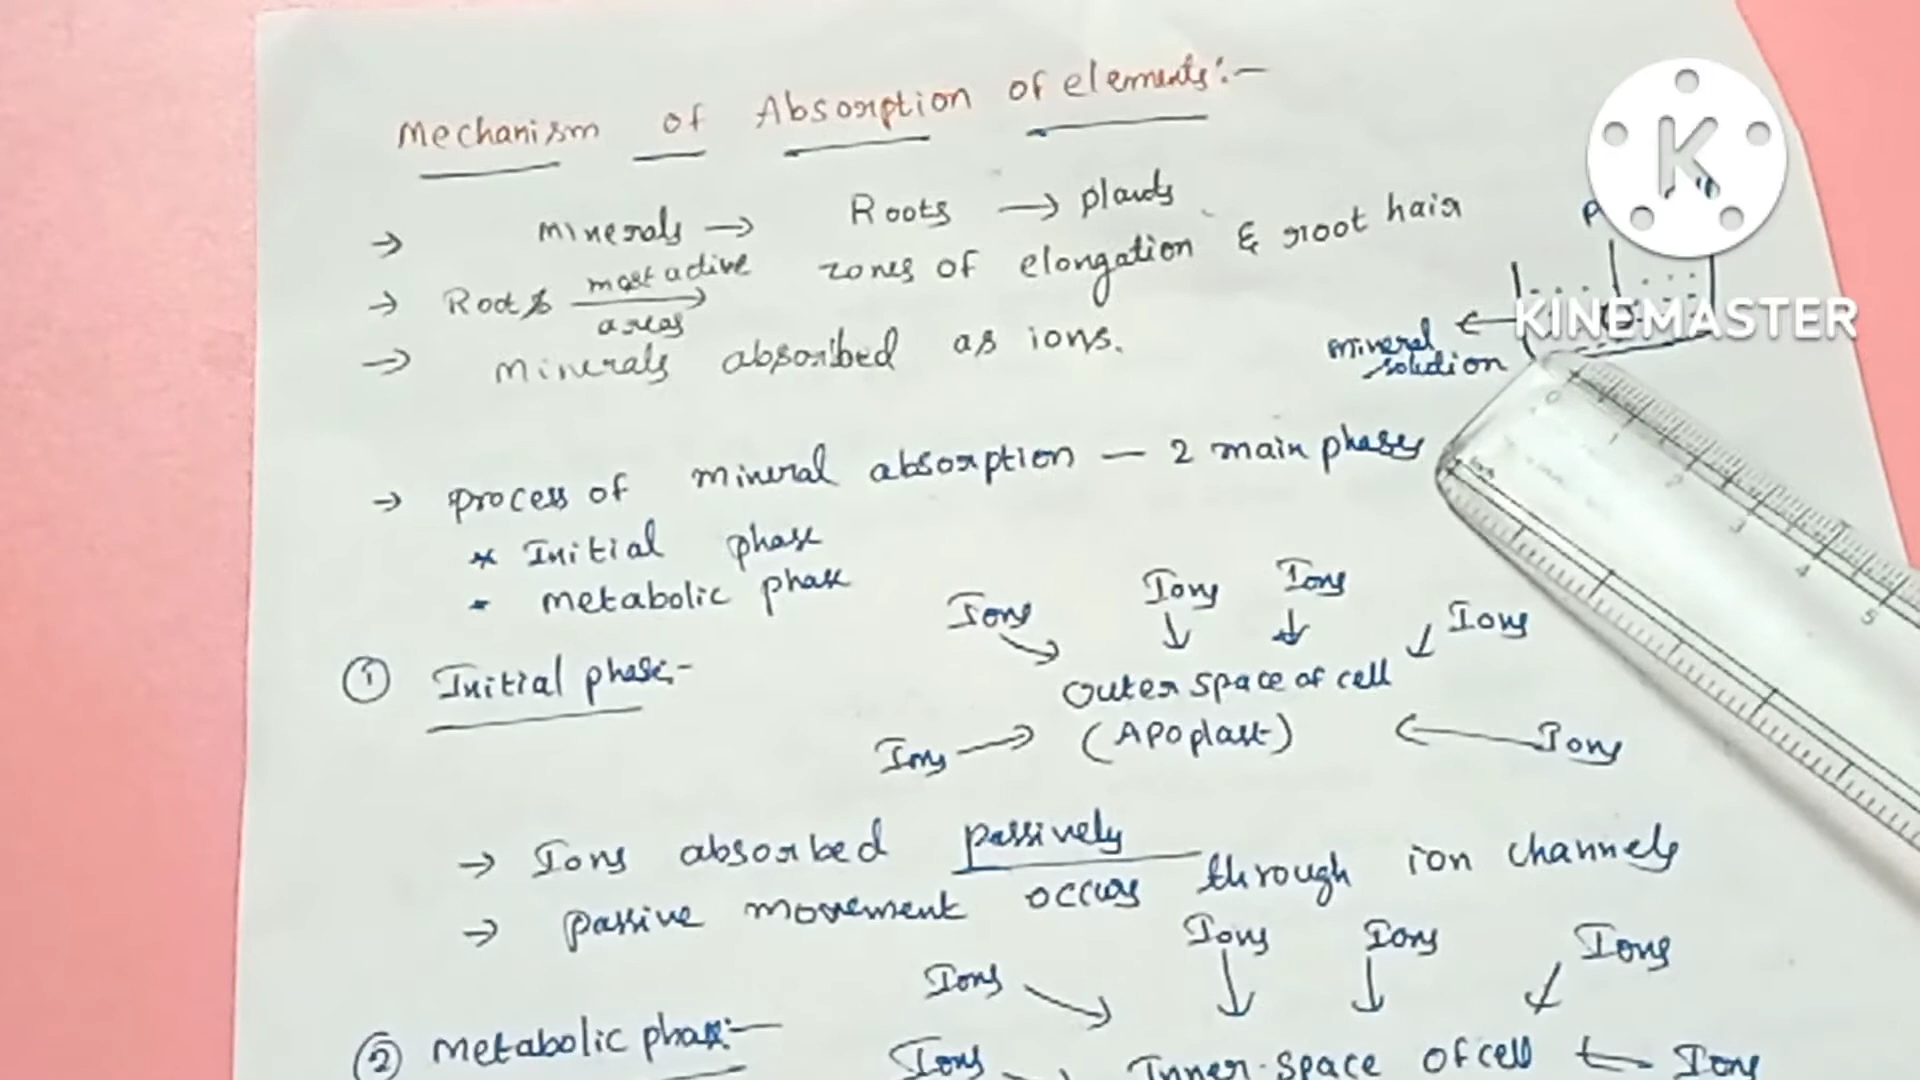 Mechanism of Absorption of elements:-
→ Minerals → Roots → plants
→ Roots most active areas → zones of elongation & root hair
→ Minerals absorbed as ions.
mineral solution
KINEMASTER
→ process of mineral absorption — 2 main phases
* Initial phase
* metabolic phase
Ions Ions Ions Ions
① Initial phase:-
Outer space of cell
(Apoplast)
Ions → ← Ions
→ Ions absorbed passively
→ passive movement occurs through ion channels
Ions Ions Ions Ions
② Metabolic phase:-
Ions → Inner space of cell ← Ions